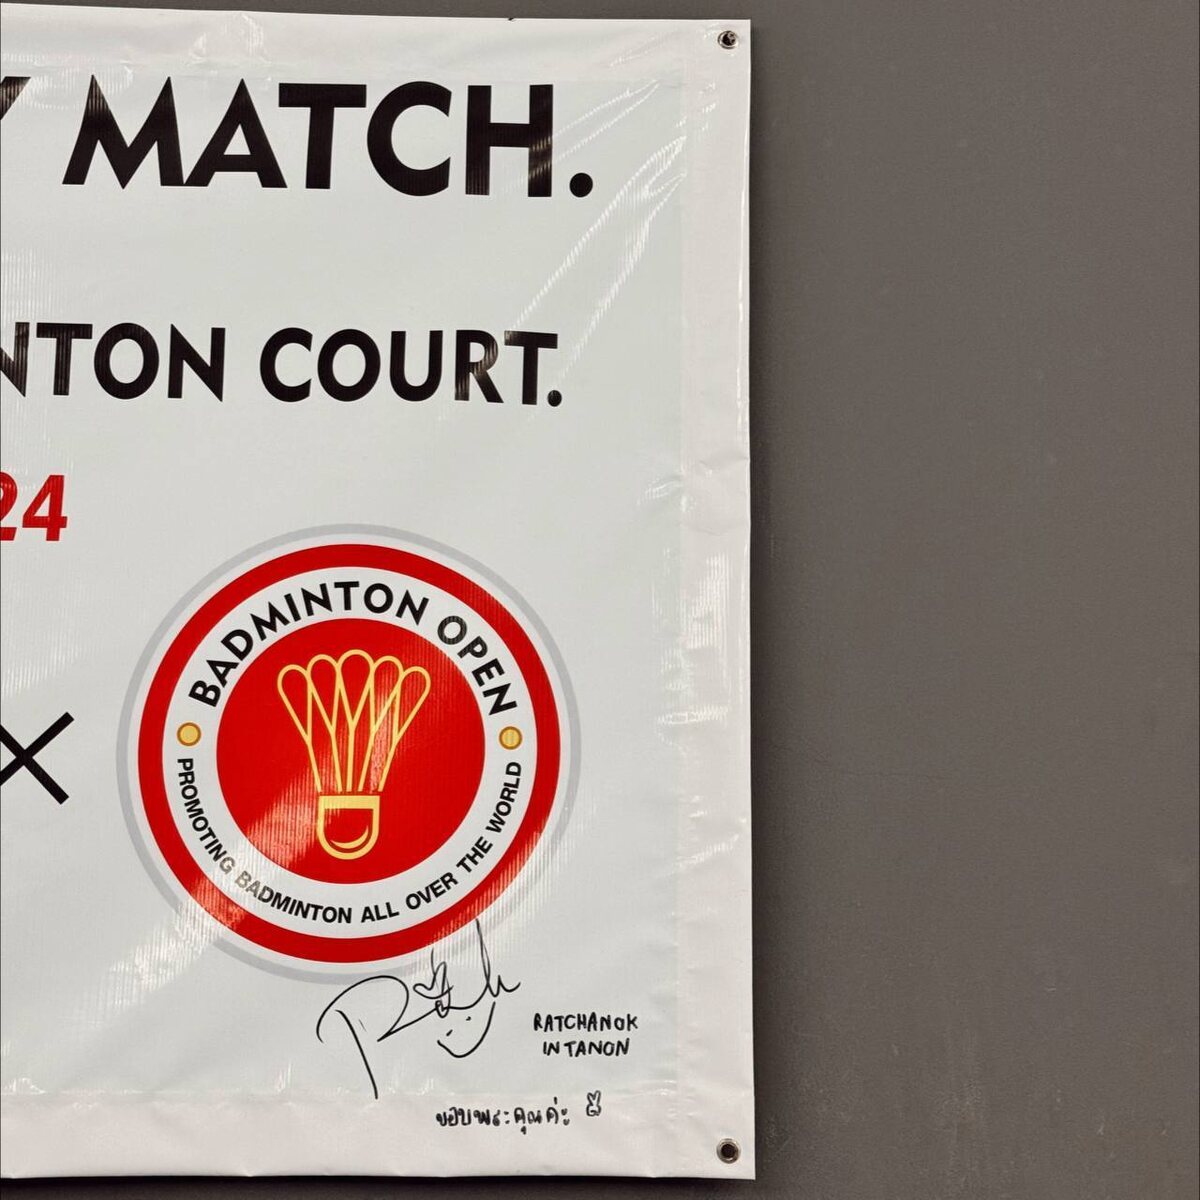 Y MATCH.
NTON COURT.
24
×
BADMINTON OPEN
PROMOTING BADMINTON ALL OVER THE WORLD
RATCHANOK
INTANON
ขอบพระคุณค่ะ